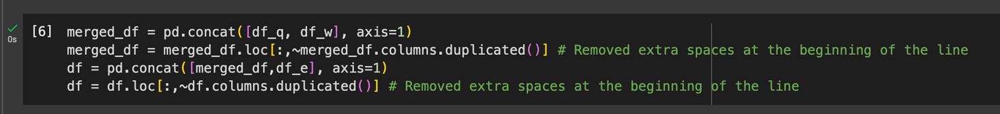 [6] merged_df = pd.concat([df_q, df_w], axis=1)
merged_df = merged_df.loc[:,~merged_df.columns.duplicated()] # Removed extra spaces at the beginning of the line
df = pd.concat([merged_df,df_e], axis=1)
df = df.loc[:,~df.columns.duplicated()] # Removed extra spaces at the beginning of the line
0s